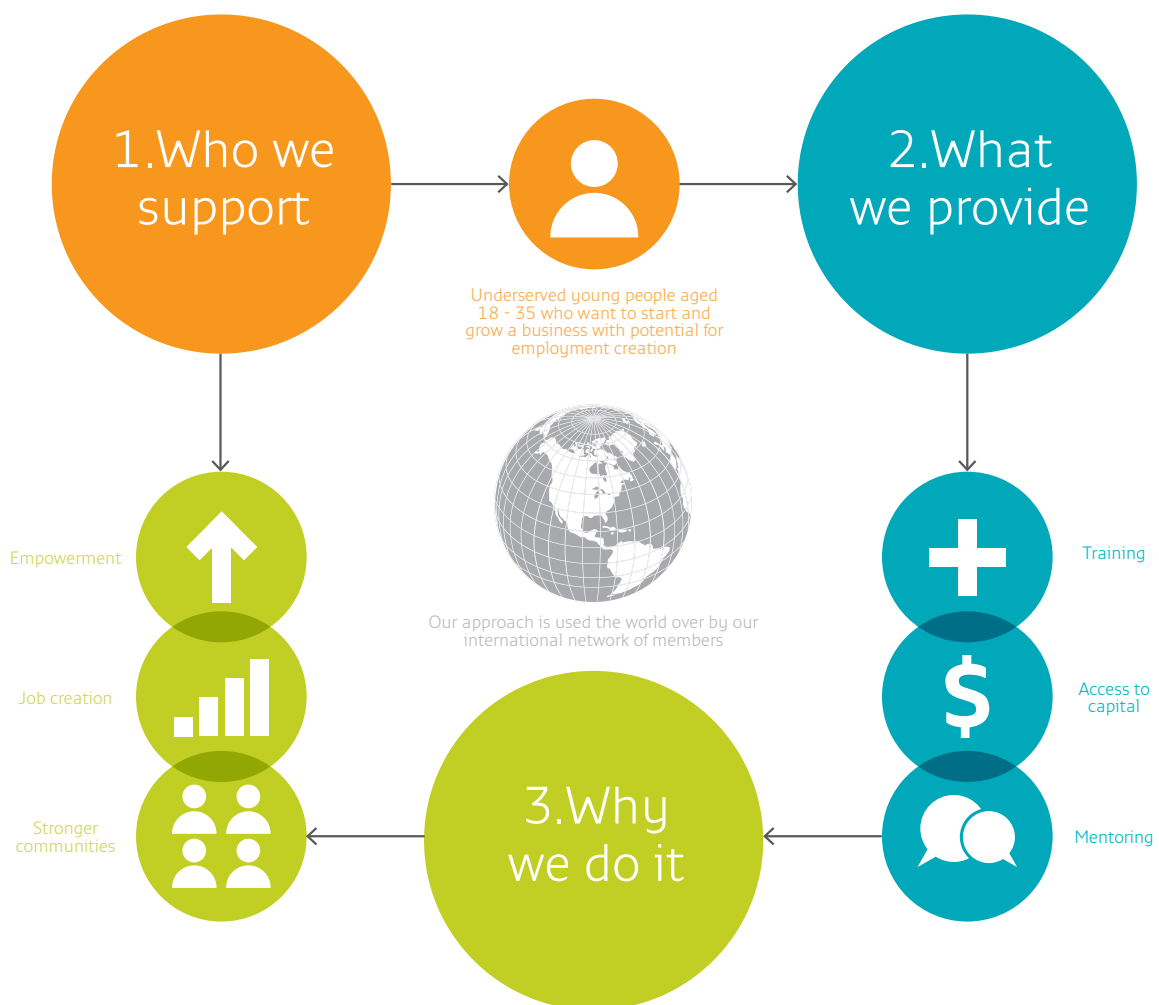 1.Who we
support
2.What
we provide
Underserved young people aged
18 - 35 who want to start and
grow a business with potential for
employment creation
Empowerment
Training
Our approach is used the world over by our
international network of members
Job creation
$
Access to
capital
3.Why
we do it
Stronger
communities
Mentoring